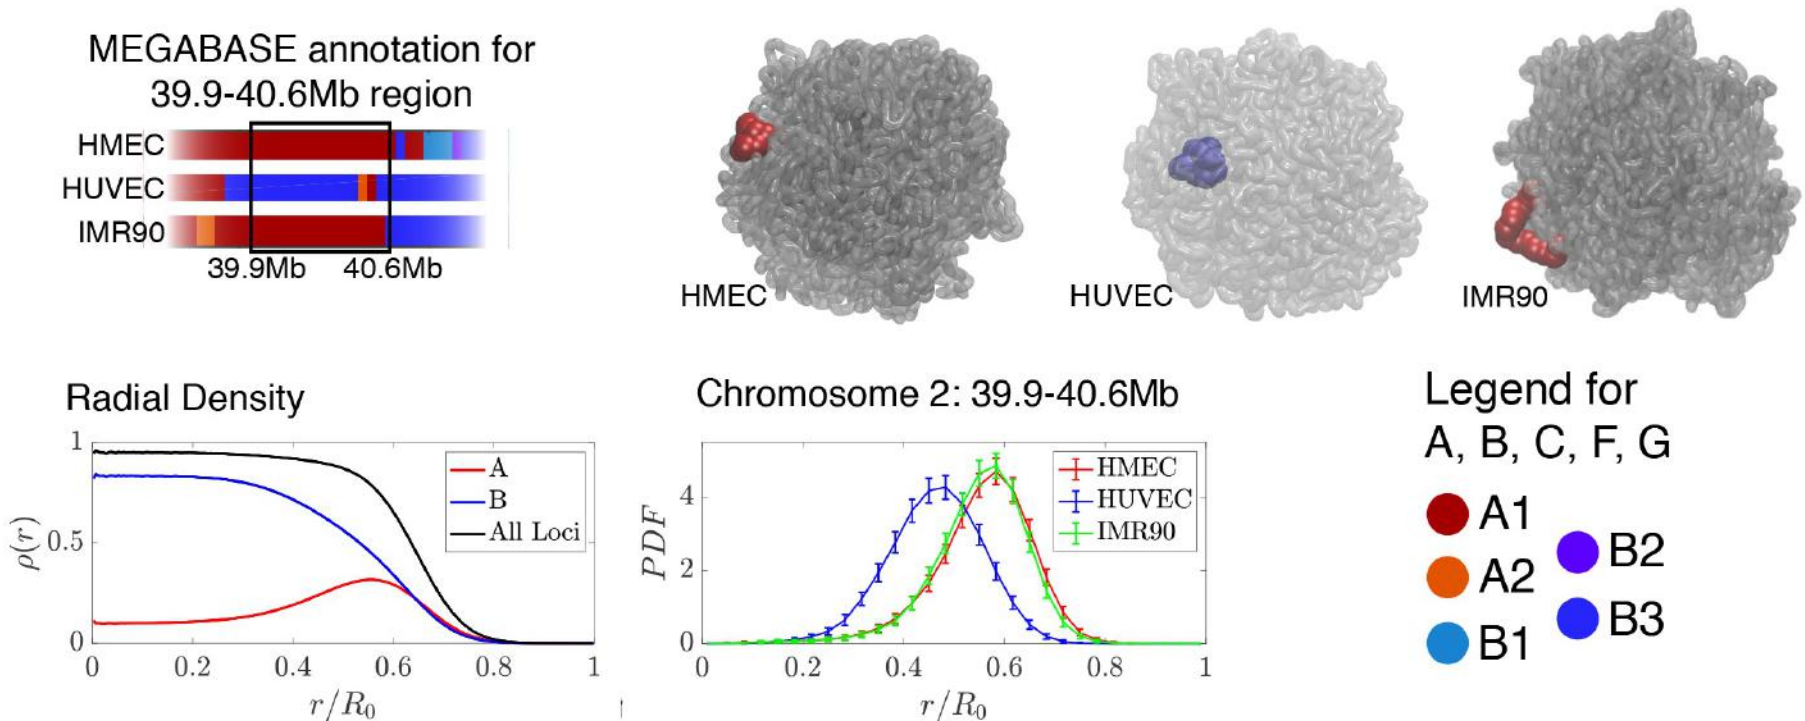 MEGABASE annotation for
39.9-40.6Mb region
HMEC
HUVEC
IMR90
39.9Mb 40.6Mb
HMEC
HUVEC
IMR90
Radial Density
1
0.5
0
ρ(r)
A
B
All Loci
0 0.2 0.4 0.6 0.8 1
r/R₀
Chromosome 2: 39.9-40.6Mb
4
2
0
PDF
HMEC
HUVEC
IMR90
0 0.2 0.4 0.6 0.8 1
r/R₀
Legend for
A, B, C, F, G
A1
A2
B1
B2
B3